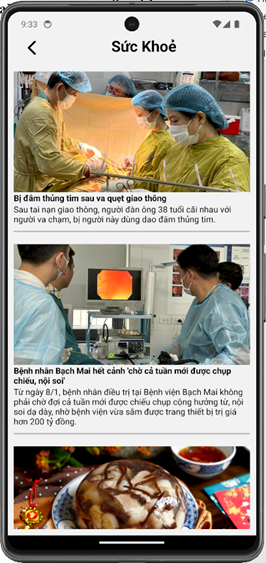 9:33
Sức Khoẻ
Bị đâm thủng tim sau va quẹt giao thông
Sau tai nạn giao thông, người đàn ông 38 tuổi cãi nhau với
người va chạm, bị người này dùng dao đâm thủng tim.
Bệnh nhân Bạch Mai hết cảnh 'chờ cả tuần mới được chụp
chiếu, nội soi'
Từ ngày 8/1, bệnh nhân điều trị tại Bệnh viện Bạch Mai không
phải chờ đợi cả tuần mới được chiếu chụp cộng hưởng từ, nội
soi dạ dày, nhờ bệnh viện vừa sắm được trang thiết bị trị giá
hơn 200 tỷ đồng.